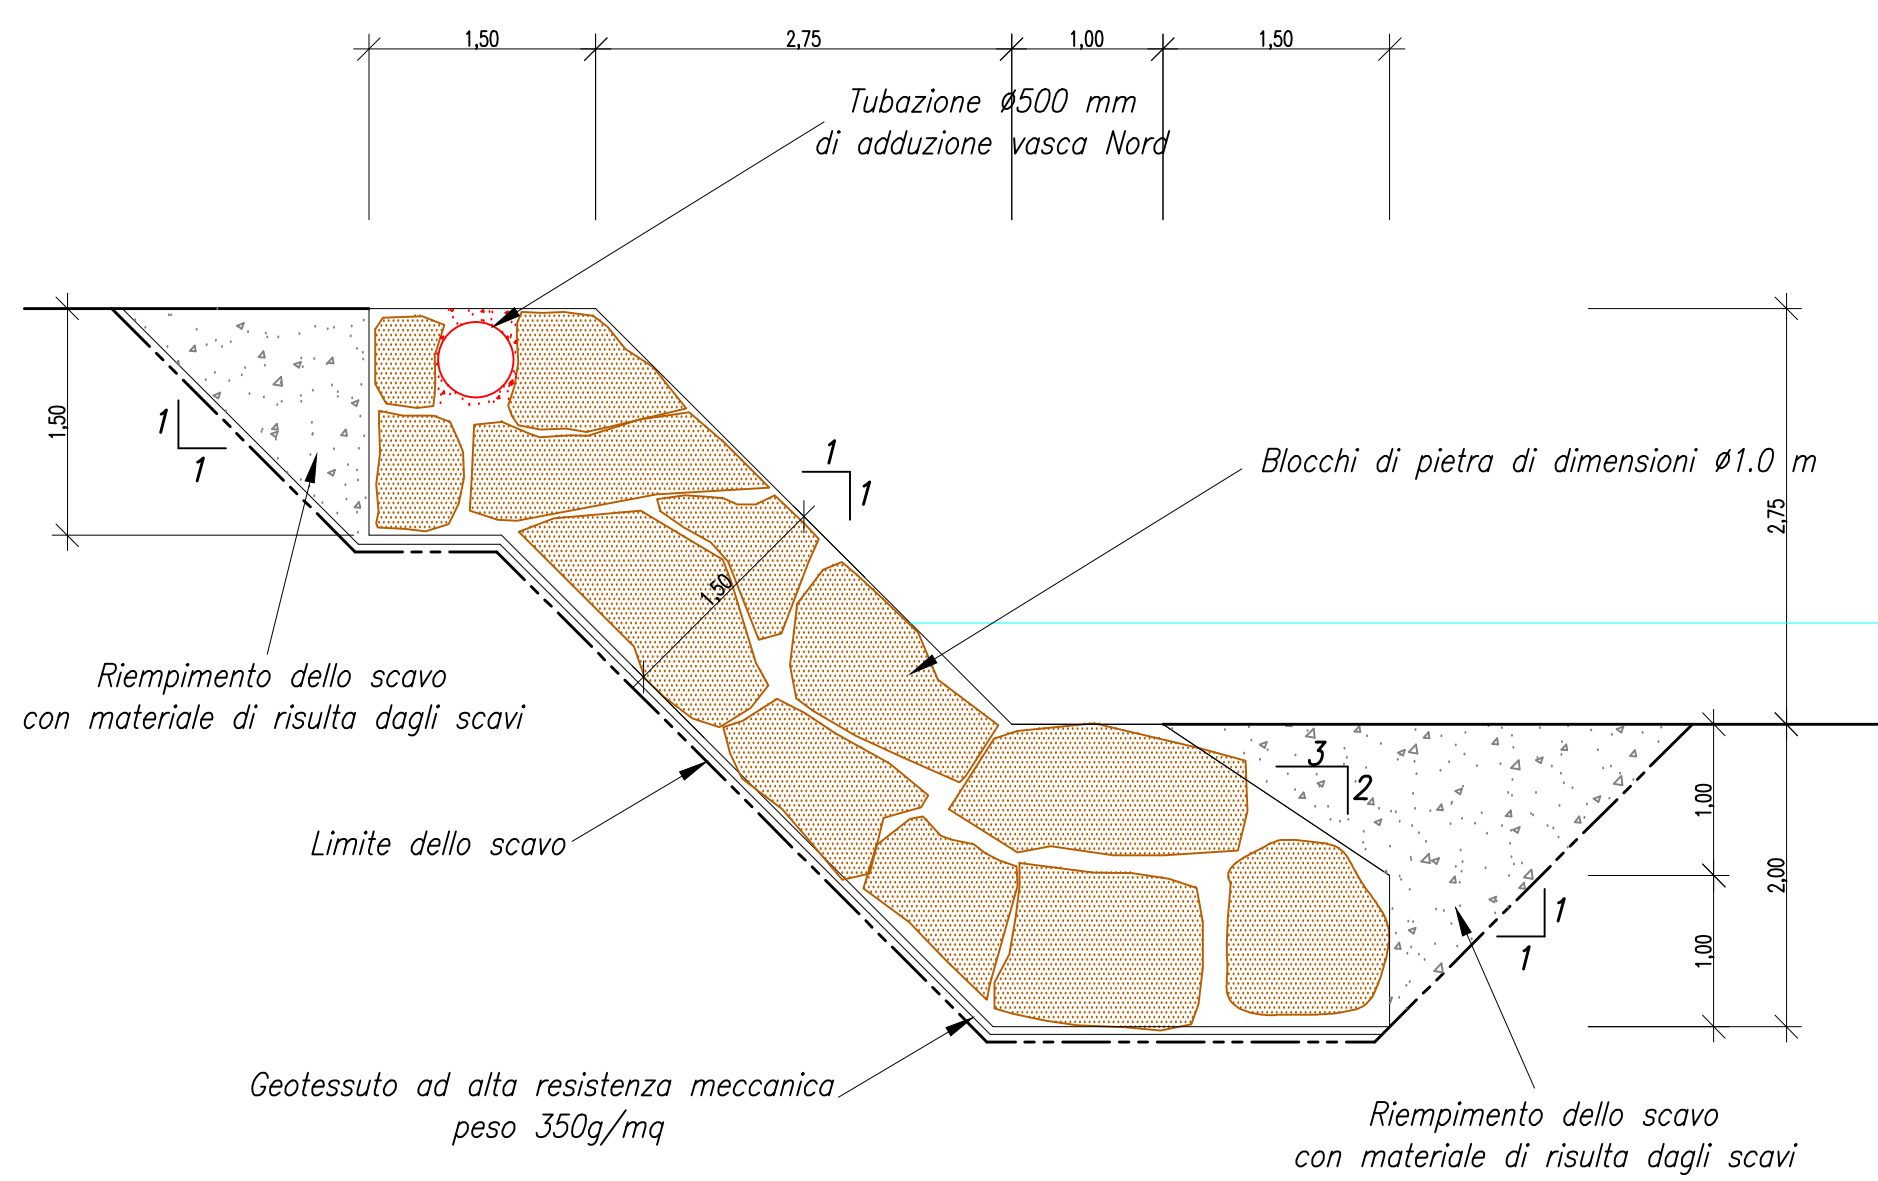 1,50
2,75
1,00
1,50
Tubazione Ø500 mm
di adduzione vasca Nord
1,50
1
1
1
1
Blocchi di pietra di dimensioni Ø1.0 m
2,75
1,50
Riempimento dello scavo
con materiale di risulta dagli scavi
3
2
1,00
2,00
Limite dello scavo
1
1
1,00
Geotessuto ad alta resistenza meccanica
peso 350g/mq
Riempimento dello scavo
con materiale di risulta dagli scavi